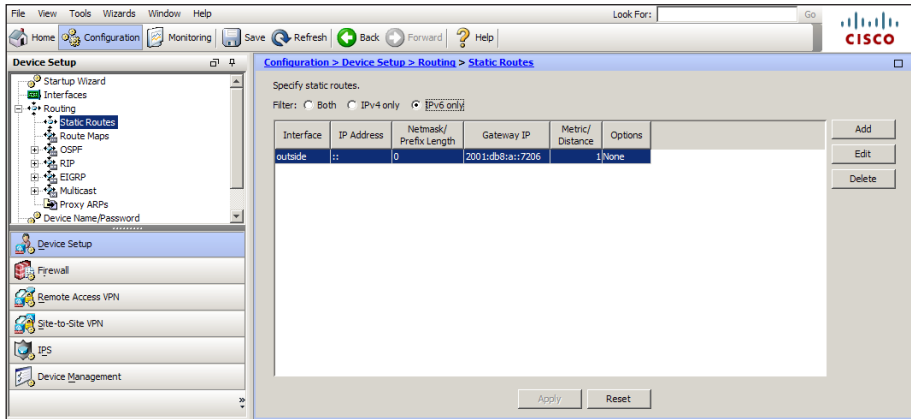 File View Tools Wizards Window Help Look For: Go
Home Configuration Monitoring Save Refresh Back Forward Help
CISCO
Device Setup
Startup Wizard
Interfaces
Routing
Static Routes
Route Maps
OSPF
RIP
EIGRP
Multicast
Proxy ARPs
Device Name/Password
Device Setup
Firewall
Remote Access VPN
Site-to-Site VPN
IPS
Device Management
Configuration > Device Setup > Routing > Static Routes
Specify static routes.
Filter: Both IPv4 only IPv6 only
Interface IP Address Netmask/ Prefix Length Gateway IP Metric/ Distance Options
outside :: 0 2001:db8:a::7206 1 None
Add
Edit
Delete
Apply Reset